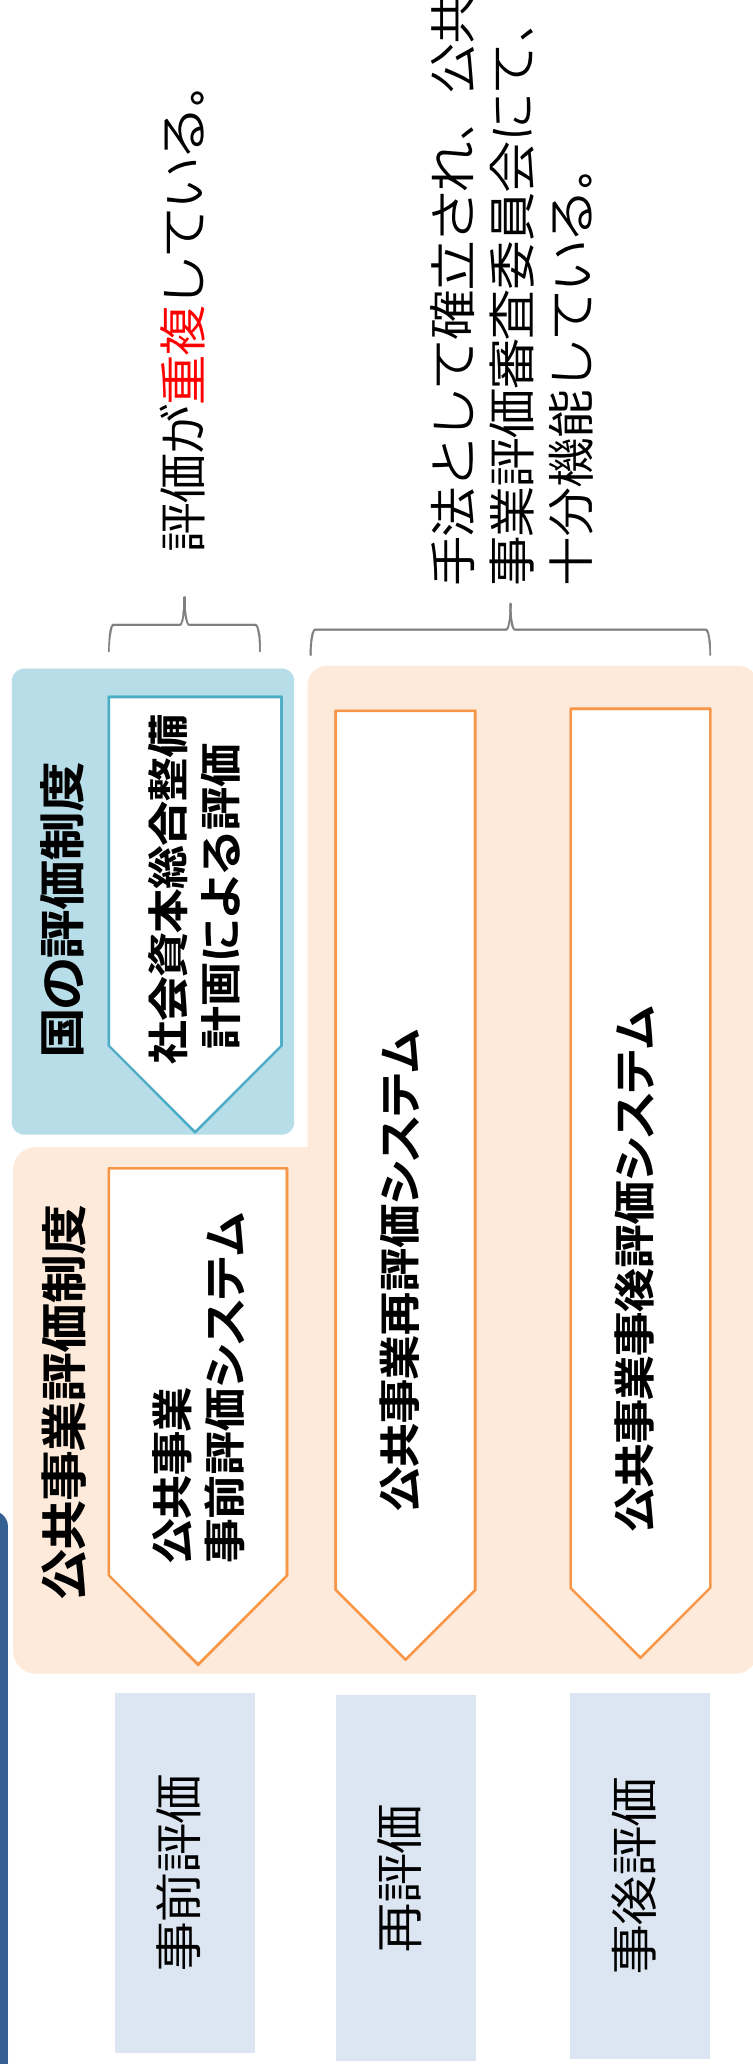 公共事業評価制度
国の評価制度
事前評価
公共事業
事前評価システム
社会資本総合整備
計画による評価
評価が重複している。
再評価
公共事業再評価システム
事後評価
公共事業事後評価システム
手法として確立され、公共
事業評価審査委員会にて、
十分機能している。